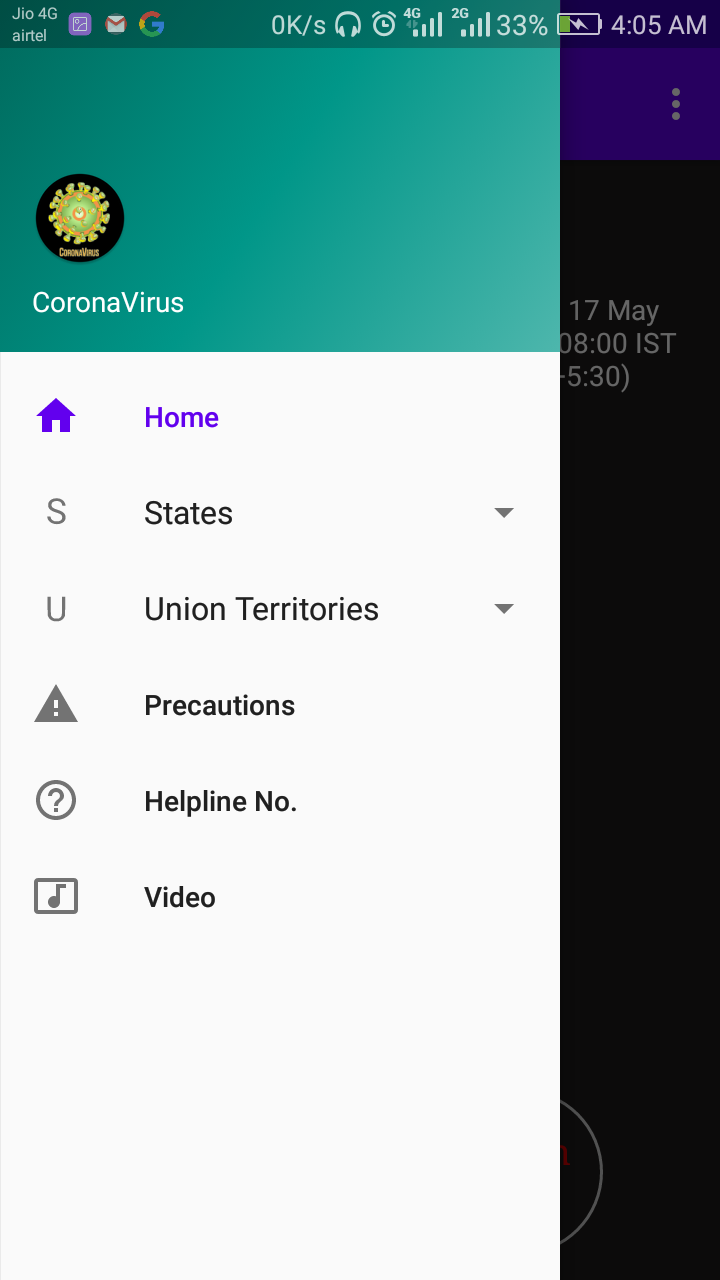 Jio 4G
airtel
0K/s 4G 2G 33% 4:05 AM
CORONAVIRUS
CoronaVirus
17 May
08:00 IST
-5:30)
Home
S States
U Union Territories
Precautions
Helpline No.
Video